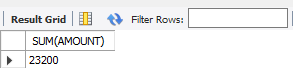 Result Grid Filter Rows:
SUM(AMOUNT)
23200